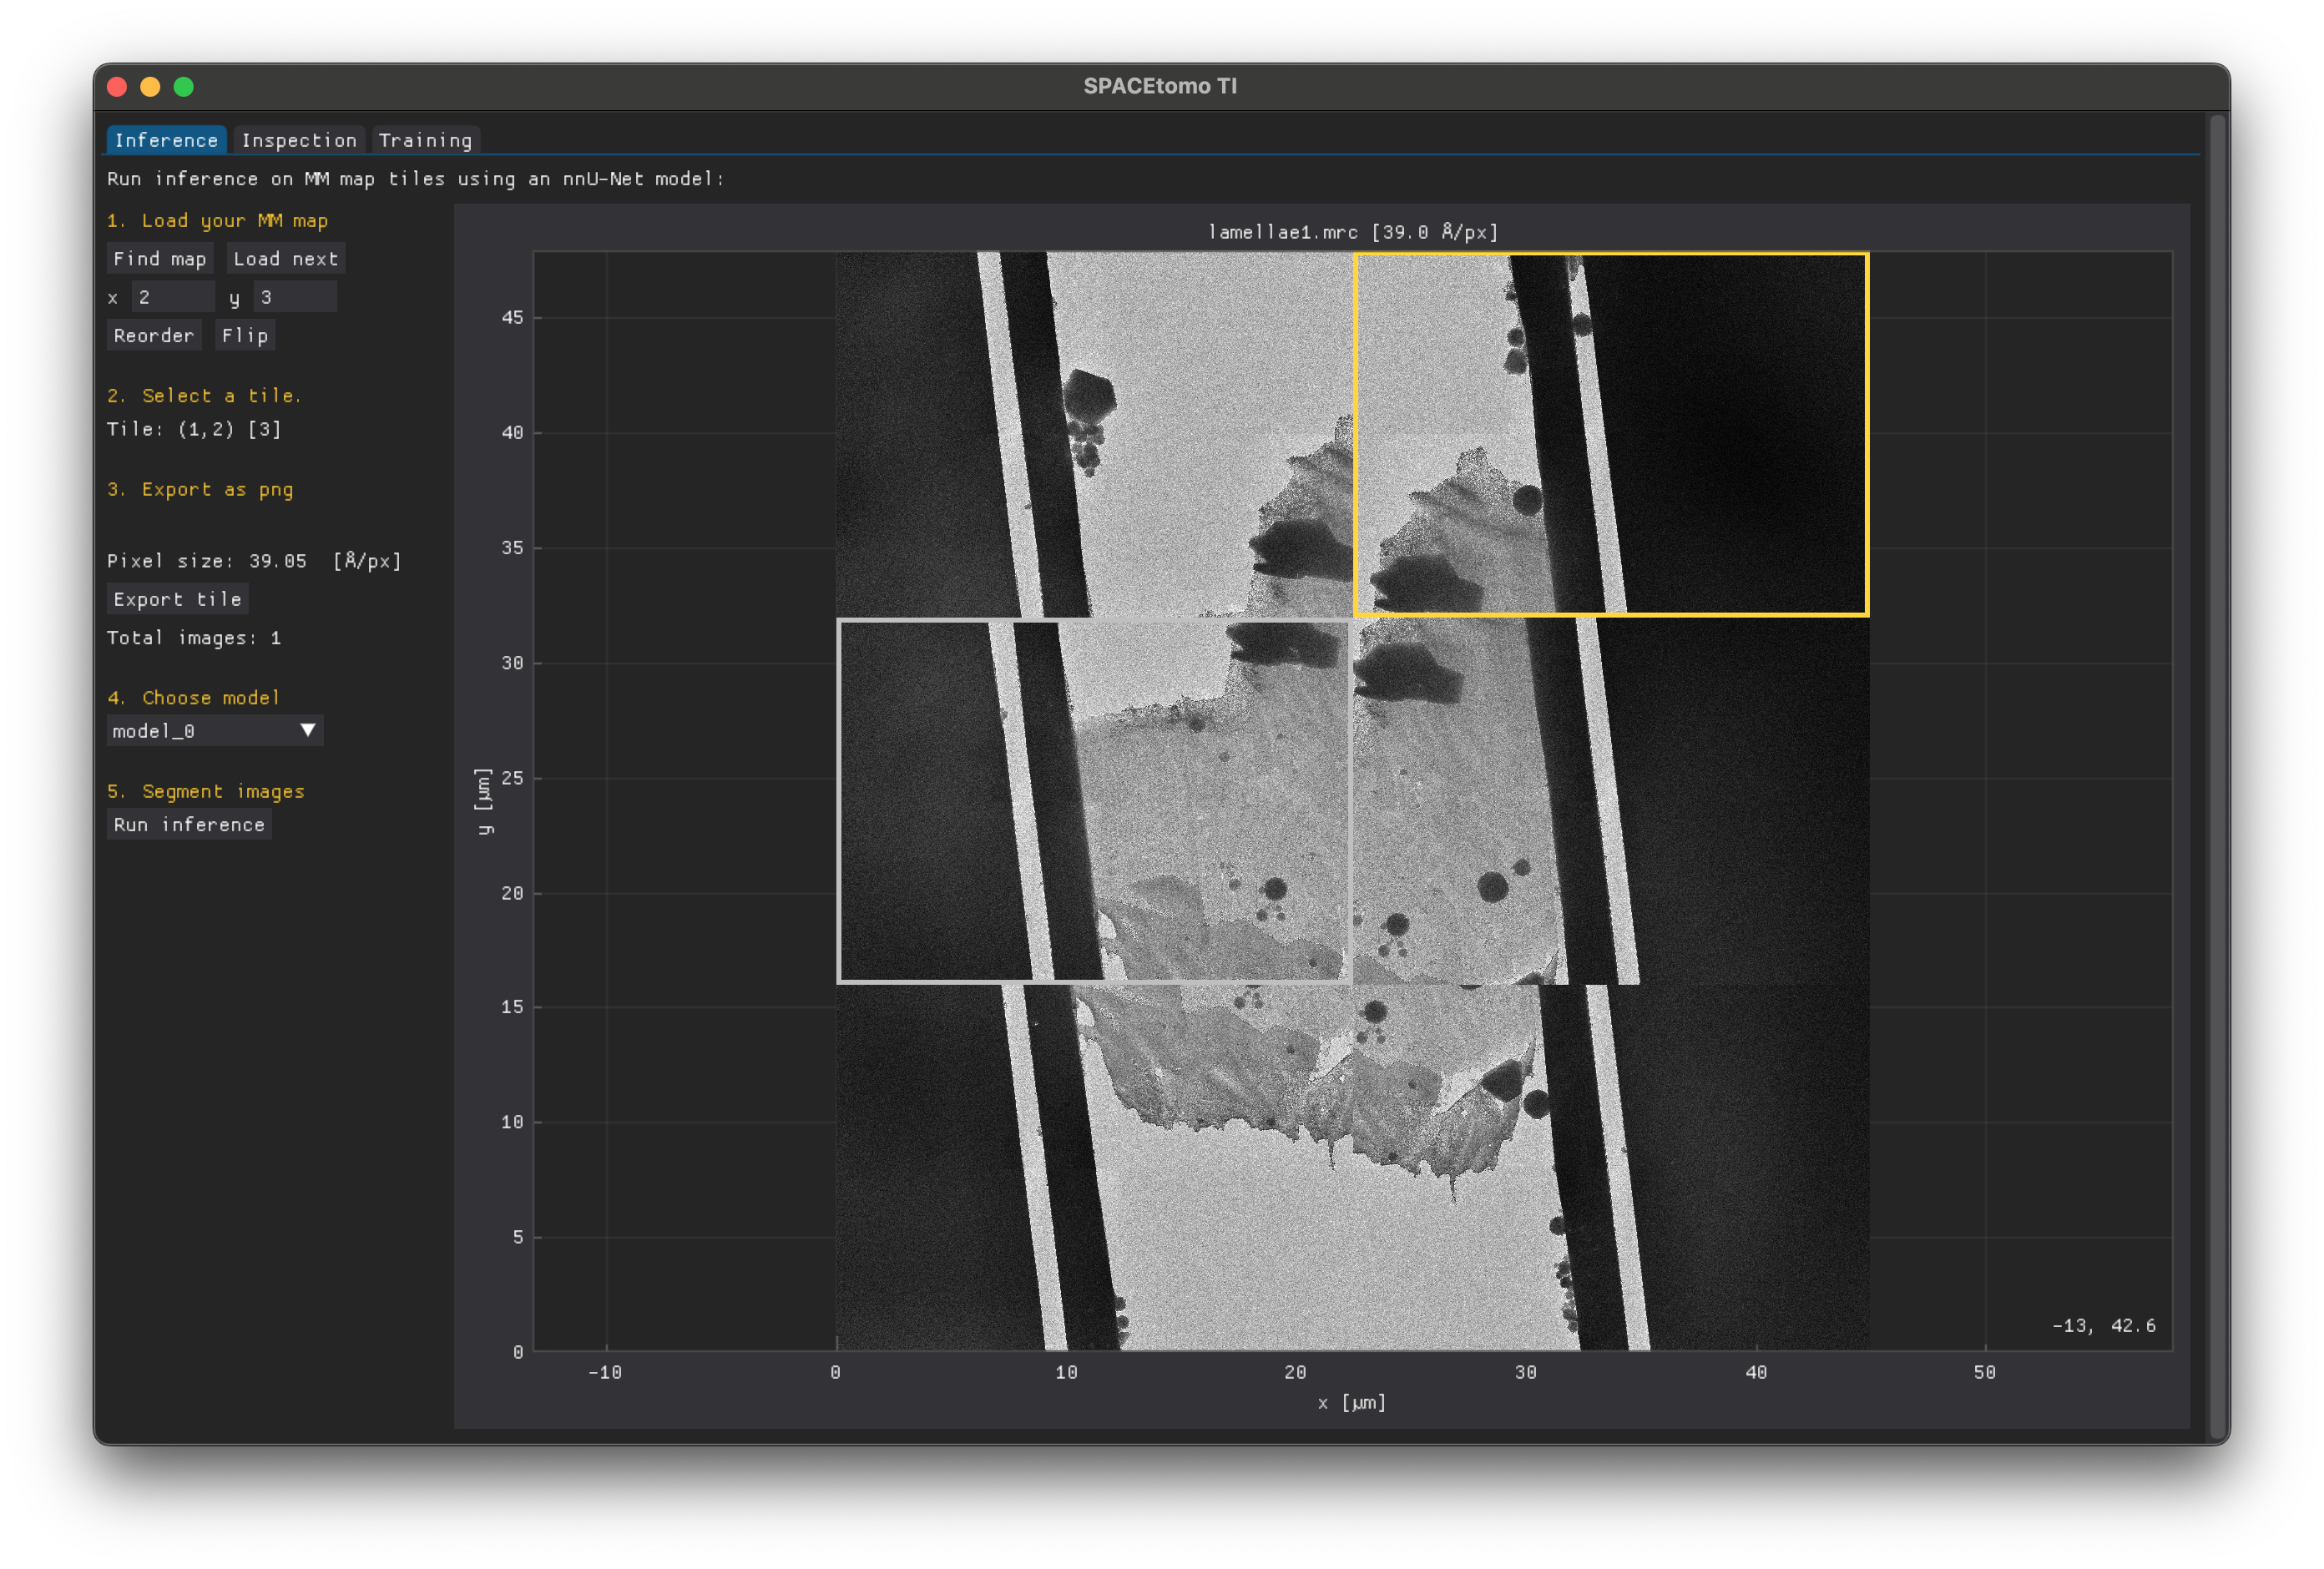 SPACEtomo TI
Inference Inspection Training
Run inference on MM map tiles using an nnU-Net model:
1. Load your MM map
Find map Load next
x 2 y 3
Reorder Flip
2. Select a tile.
Tile: (1,2) [3]
3. Export as png
Pixel size: 39.05 [Å/px]
Export tile
Total images: 1
4. Choose model
model_0
5. Segment images
Run inference
lamellae1.mrc [39.0 Å/px]
45
40
35
30
25
20
15
10
5
0
y [µm]
-10 0 10 20 30 40 50
x [µm]
-13, 42.6